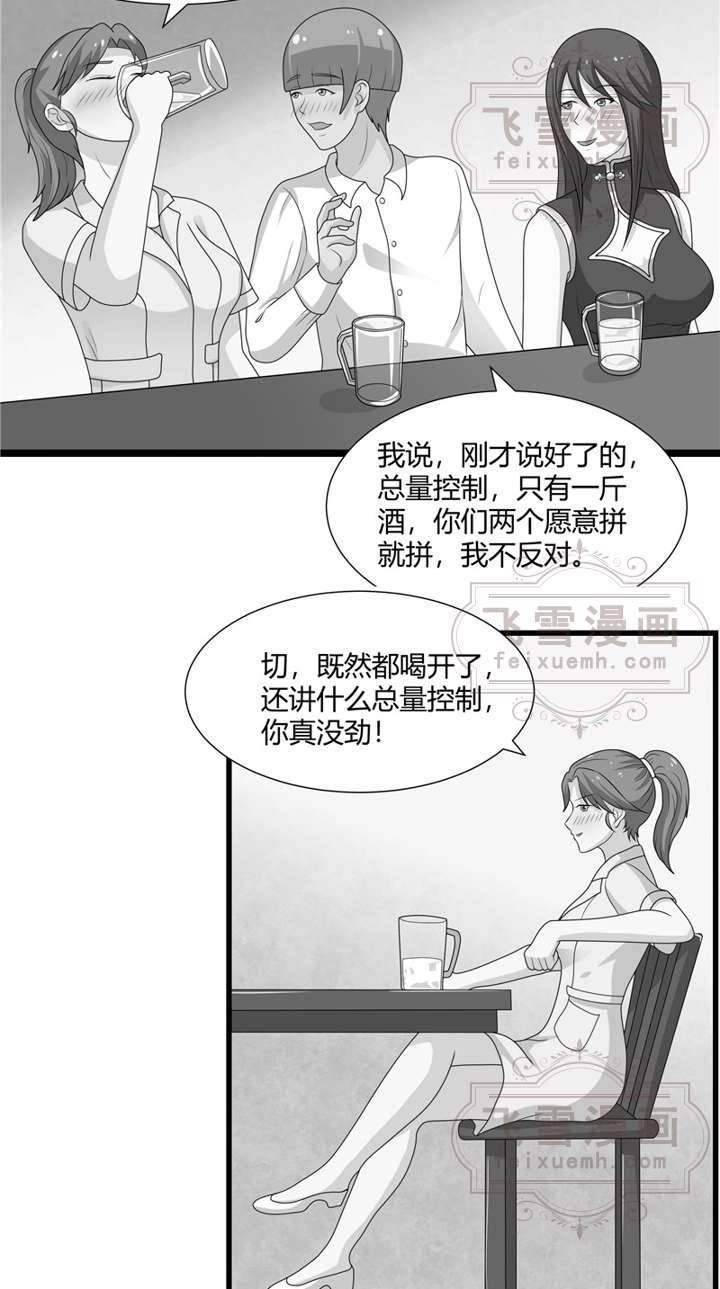 飞雪漫画
feixuemh.com
我说，刚才说好了的，
总量控制，只有一斤
酒，你们两个愿意拼
就拼，我不反对。
飞雪漫画
feixuemh.com
切，既然都喝开了，
还讲什么总量控制，
你真没劲！
飞雪漫画
feixuemh.com